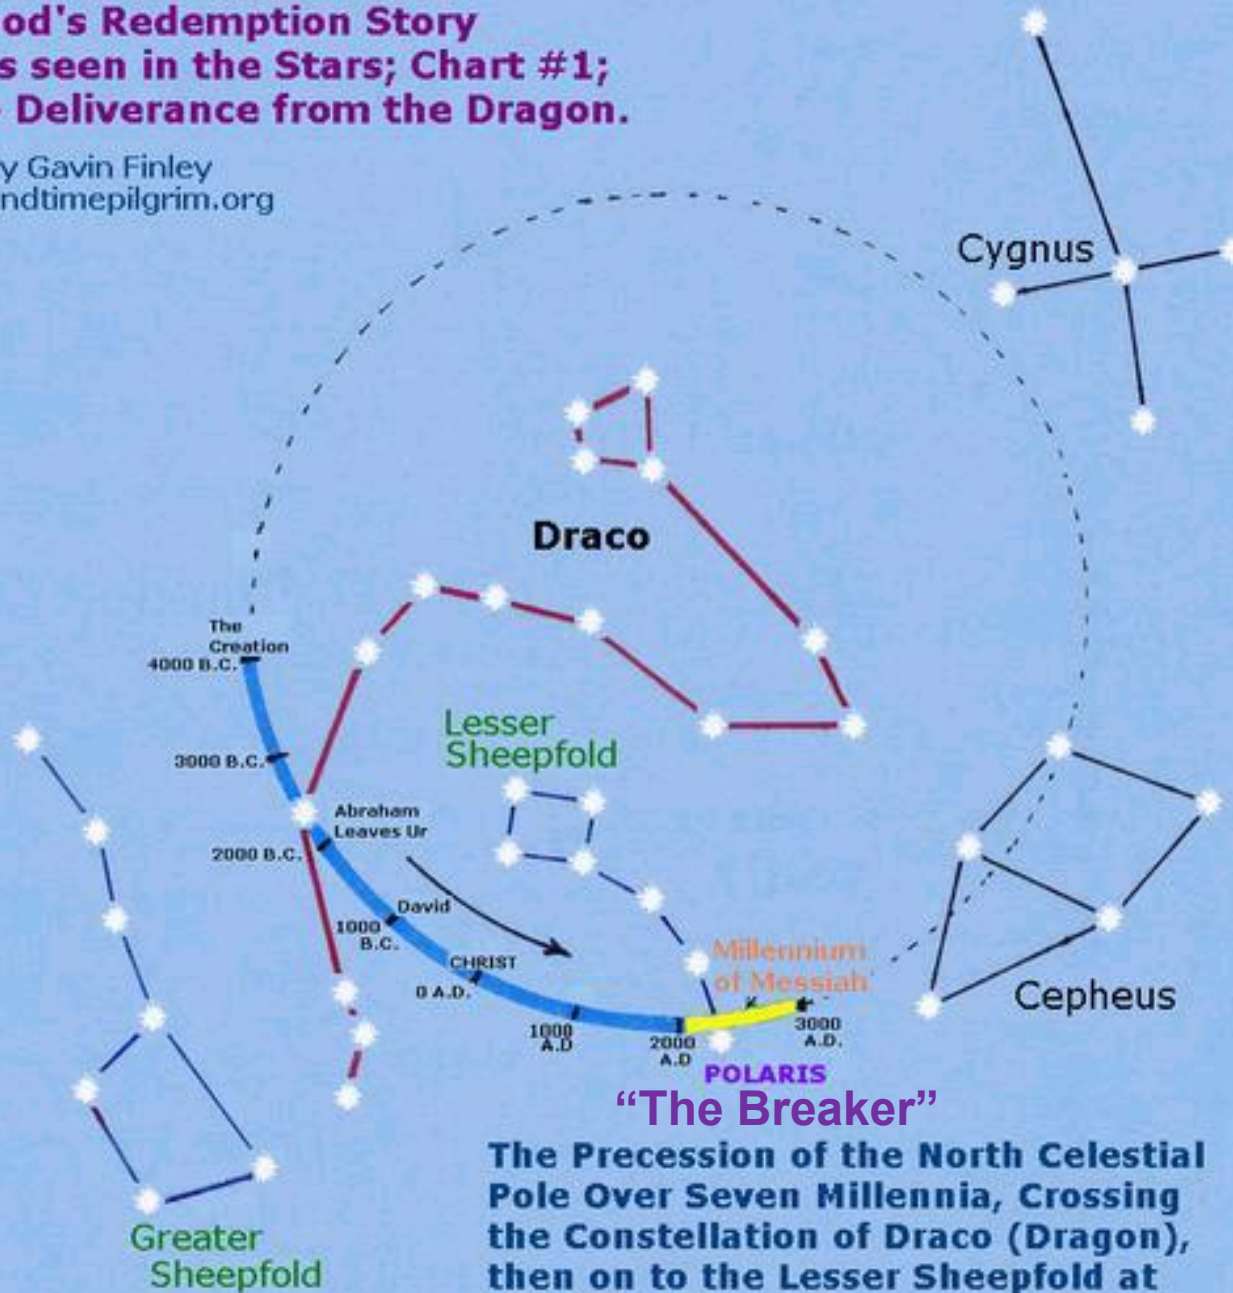 od's Redemption Story
s seen in the Stars; Chart #1;
- Deliverance from the Dragon.
y Gavin Finley
ndtimepilgrim.org
Cygnus
Draco
The
Creation
4000 B.C.
Lesser
Sheepfold
3000 B.C.
Abraham
Leaves Ur
2000 B.C.
David
1000
B.C.
CHRIST
0 A.D.
Millennium
of Messiah
Cepheus
1000
A.D
2000
A.D
3000
A.D.
POLARIS
“The Breaker”
The Precession of the North Celestial
Pole Over Seven Millennia, Crossing
the Constellation of Draco (Dragon),
then on to the Lesser Sheepfold at
Greater
Sheepfold